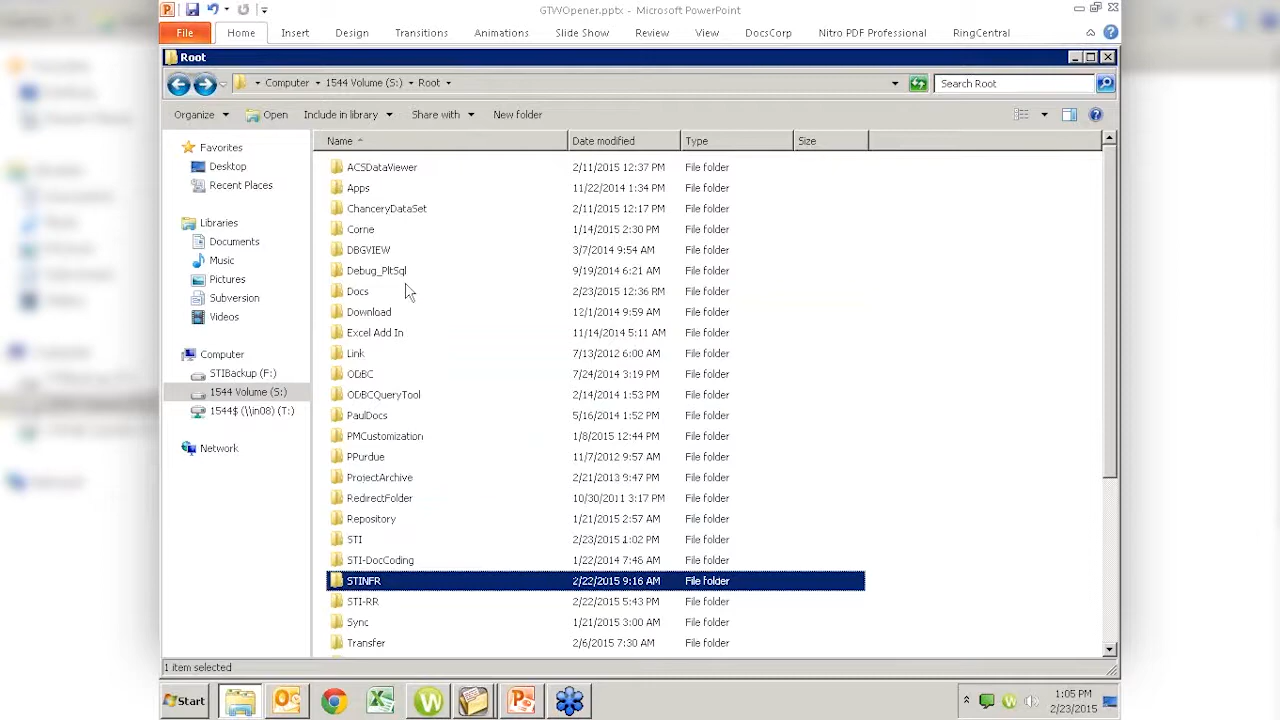 GTWOpener.pptx - Microsoft PowerPoint
File Home Insert Design Transitions Animations Slide Show Review View DocsCorp Nitro PDF Professional RingCentral
Root
Computer 1544 Volume (S:) Root Search Root
Organize Open Include in library Share with New folder
Name Date modified Type Size
Favorites
Desktop
Recent Places
Libraries
Documents
Music
Pictures
Subversion
Videos
Computer
STIBackup (F:)
1544 Volume (S:)
1544$ (\\in08) (T:)
Network
ACSDataViewer 2/11/2015 12:37 PM File folder
Apps 11/22/2014 1:34 PM File folder
ChanceryDataSet 2/11/2015 12:17 PM File folder
Corne 1/14/2015 2:30 PM File folder
DBGVIEW 3/7/2014 9:54 AM File folder
Debug_PltSql 9/19/2014 6:21 AM File folder
Docs 2/23/2015 12:36 PM File folder
Download 12/1/2014 9:59 AM File folder
Excel Add In 11/14/2014 5:11 AM File folder
Link 7/13/2012 6:00 AM File folder
ODBC 7/24/2014 3:19 PM File folder
ODBCQueryTool 2/14/2014 1:53 PM File folder
PaulDocs 5/16/2014 1:52 PM File folder
PMCustomization 1/8/2015 12:44 PM File folder
PPurdue 11/7/2012 9:57 AM File folder
ProjectArchive 2/21/2013 9:47 PM File folder
RedirectFolder 10/30/2011 3:17 PM File folder
Repository 1/21/2015 2:57 AM File folder
STI 2/23/2015 1:02 PM File folder
STI-DocCoding 1/22/2014 7:46 AM File folder
STINFR 2/22/2015 9:16 AM File folder
STI-RR 2/22/2015 5:43 PM File folder
Sync 1/21/2015 3:00 AM File folder
Transfer 2/6/2015 7:30 AM File folder
1 item selected
Start
1:05 PM
2/23/2015